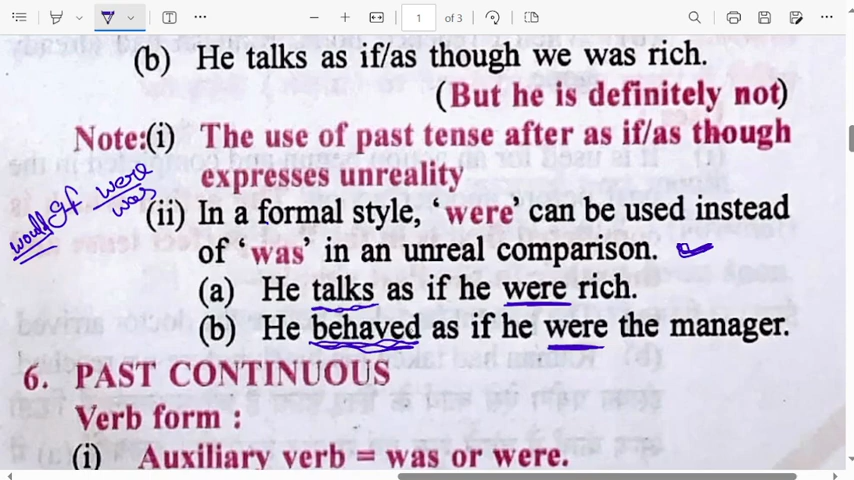 1 of 3
(b) He talks as if/as though we was rich.
(But he is definitely not)
Note:(i) The use of past tense after as if/as though
expresses unreality
would If were
was
(ii) In a formal style, ‘were’ can be used instead
of ‘was’ in an unreal comparison.
(a) He talks as if he were rich.
(b) He behaved as if he were the manager.
6. PAST CONTINUOUS
Verb form :
(i) Auxiliary verb = was or were.